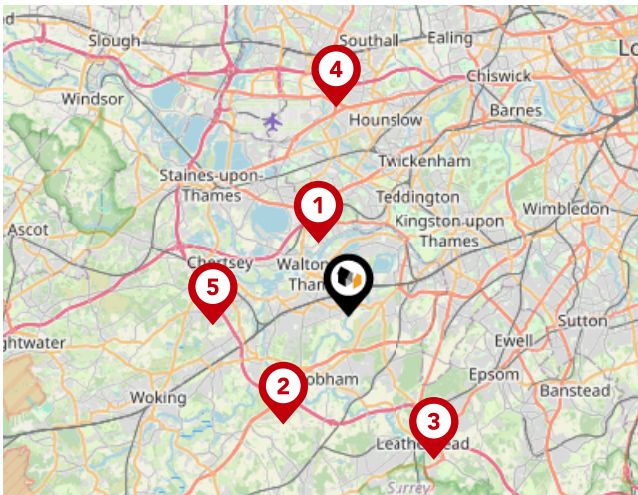 Slough
Southall
Ealing
Lo
4
Chiswick
Windsor
Barnes
Hounslow
Twickenham
Staines-upon-
Thames
Teddington
1
Kingston upon
Thames
Wimbledon
Ascot
Chertsey
Walton
Tham
5
Sutton
ghtwater
Ewell
Epsom
2
obham
Banstead
Woking
3
Leatherhead
Surrey